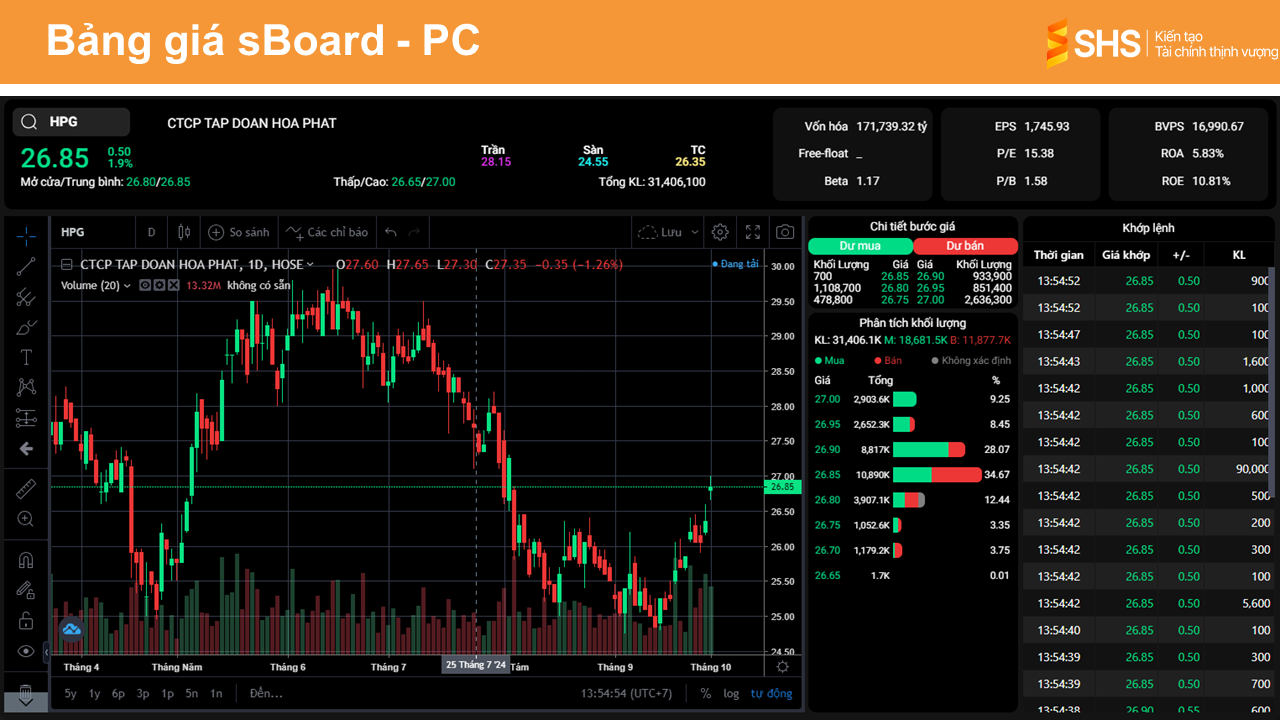 Bảng giá sBoard - PC
SHS
Kiến tạo
Tài chính thịnh vượng
HPG
CTCP TAP DOAN HOA PHAT
26.85
0.50
1.9%
Mở cửa/Trung bình: 26.80/26.85
Thấp/Cao: 26.65/27.00
Trần
28.15
Sàn
24.55
TC
26.35
Tổng KL: 31,406,100
Vốn hóa 171,739.32 tỷ
Free-float _
Beta 1.17
EPS 1,745.93
P/E 15.38
P/B 1.58
BVPS 16,990.67
ROA 5.83%
ROE 10.81%
HPG
D
So sánh
Các chỉ báo
Lưu
CTCP TAP DOAN HOA PHAT, 1D, HOSE
O27.60 H27.65 L27.30 C27.35 −0.35 (−1.26%)
Đang tải
Volume (20) 13.32M không có sẵn
30.00
29.50
29.00
28.50
28.00
27.50
27.00
26.85
26.50
26.00
25.50
25.00
24.50
Tháng 4
Tháng Năm
Tháng 6
Tháng 7
25 Tháng 7 '24
Tám
Tháng 9
Tháng 10
5y 1y 6p 3p 1p 5n 1n Đến...
13:54:54 (UTC+7) % log tự động
Chi tiết bước giá
Dư mua Dư bán
Khối Lượng Giá Giá Khối Lượng
700 26.85 26.90 933,900
1,108,700 26.80 26.95 851,400
478,800 26.75 27.00 2,636,300
Phân tích khối lượng
KL: 31,406.1K M: 18,681.5K B: 11,877.7K
Mua Bán Không xác định
Giá Tổng %
27.00 2,903.6K 9.25
26.95 2,652.3K 8.45
26.90 8,817K 28.07
26.85 10,890K 34.67
26.80 3,907.1K 12.44
26.75 1,052.6K 3.35
26.70 1,179.2K 3.75
26.65 1.7K 0.01
Khớp lệnh
Thời gian Giá khớp +/- KL
13:54:52 26.85 0.50 900
13:54:52 26.85 0.50 100
13:54:47 26.85 0.50 100
13:54:43 26.85 0.50 1,600
13:54:42 26.85 0.50 1,000
13:54:42 26.85 0.50 600
13:54:42 26.85 0.50 100
13:54:42 26.85 0.50 90,000
13:54:42 26.85 0.50 500
13:54:42 26.85 0.50 200
13:54:42 26.85 0.50 300
13:54:42 26.85 0.50 100
13:54:42 26.85 0.50 5,600
13:54:40 26.85 0.50 100
13:54:39 26.85 0.50 300
13:54:39 26.85 0.50 700
13:54:38 26.90 0.55 600